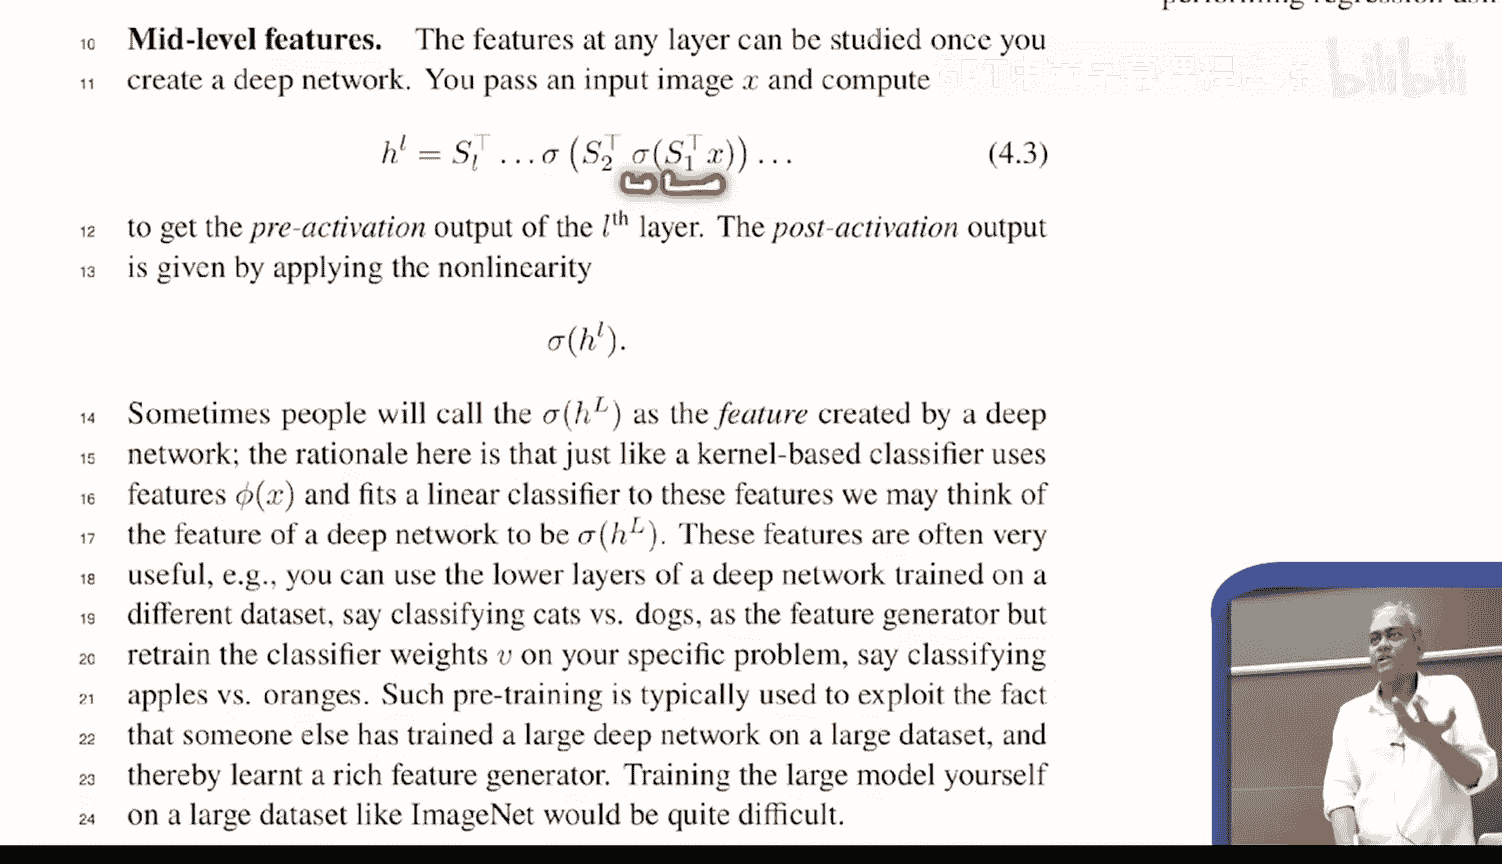 10 Mid-level features. The features at any layer can be studied once you
11 create a deep network. You pass an input image x and compute
h^l = S_l^⊤ … σ (S_2^⊤ σ(S_1^⊤ x)) … (4.3)
12 to get the pre-activation output of the l^th layer. The post-activation output
13 is given by applying the nonlinearity
σ(h^l).
14 Sometimes people will call the σ(h^L) as the feature created by a deep
15 network; the rationale here is that just like a kernel-based classifier uses
16 features ϕ(x) and fits a linear classifier to these features we may think of
17 the feature of a deep network to be σ(h^L). These features are often very
18 useful, e.g., you can use the lower layers of a deep network trained on a
19 different dataset, say classifying cats vs. dogs, as the feature generator but
20 retrain the classifier weights v on your specific problem, say classifying
21 apples vs. oranges. Such pre-training is typically used to exploit the fact
22 that someone else has trained a large deep network on a large dataset, and
23 thereby learnt a rich feature generator. Training the large model yourself
24 on a large dataset like ImageNet would be quite difficult.
bilibili